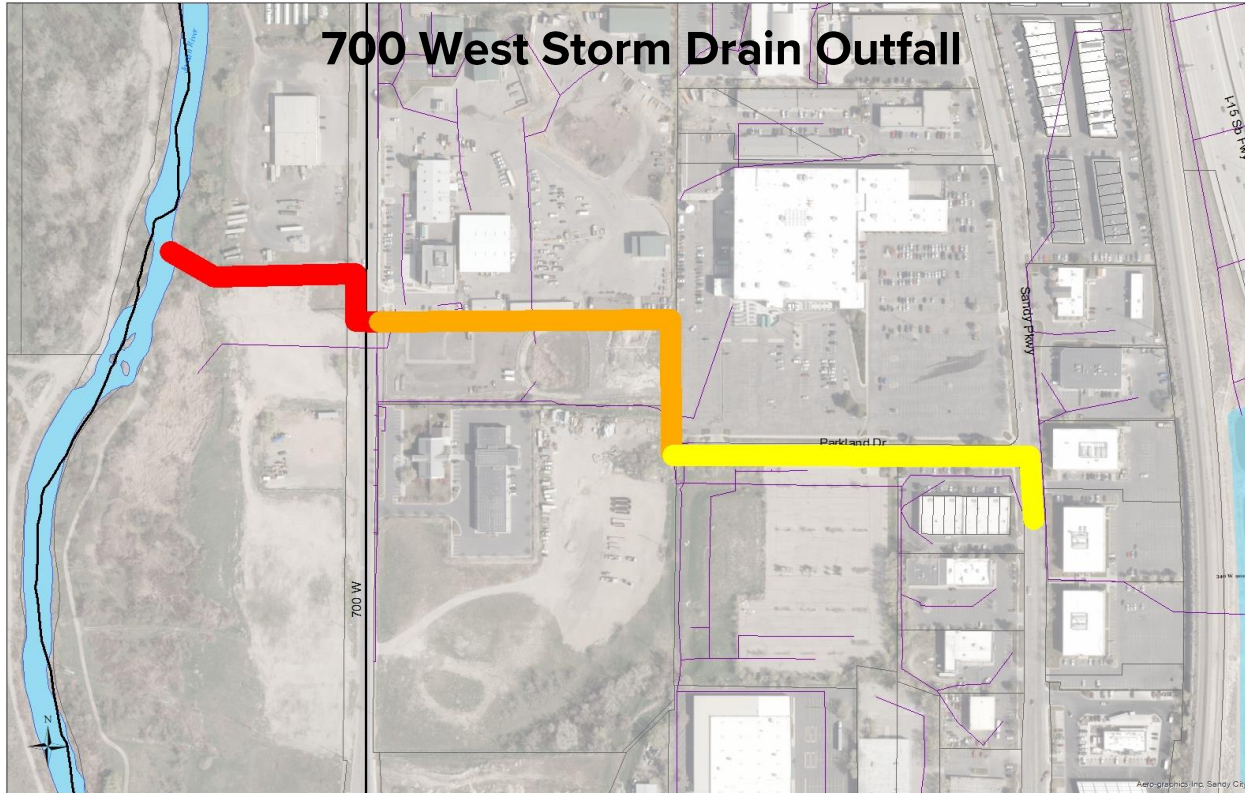 700 West Storm Drain Outfall
I-15 Sb Fwy
Sandy Pkwy
Parkland Dr
700 W
N
Aero-graphics Inc, Sandy City